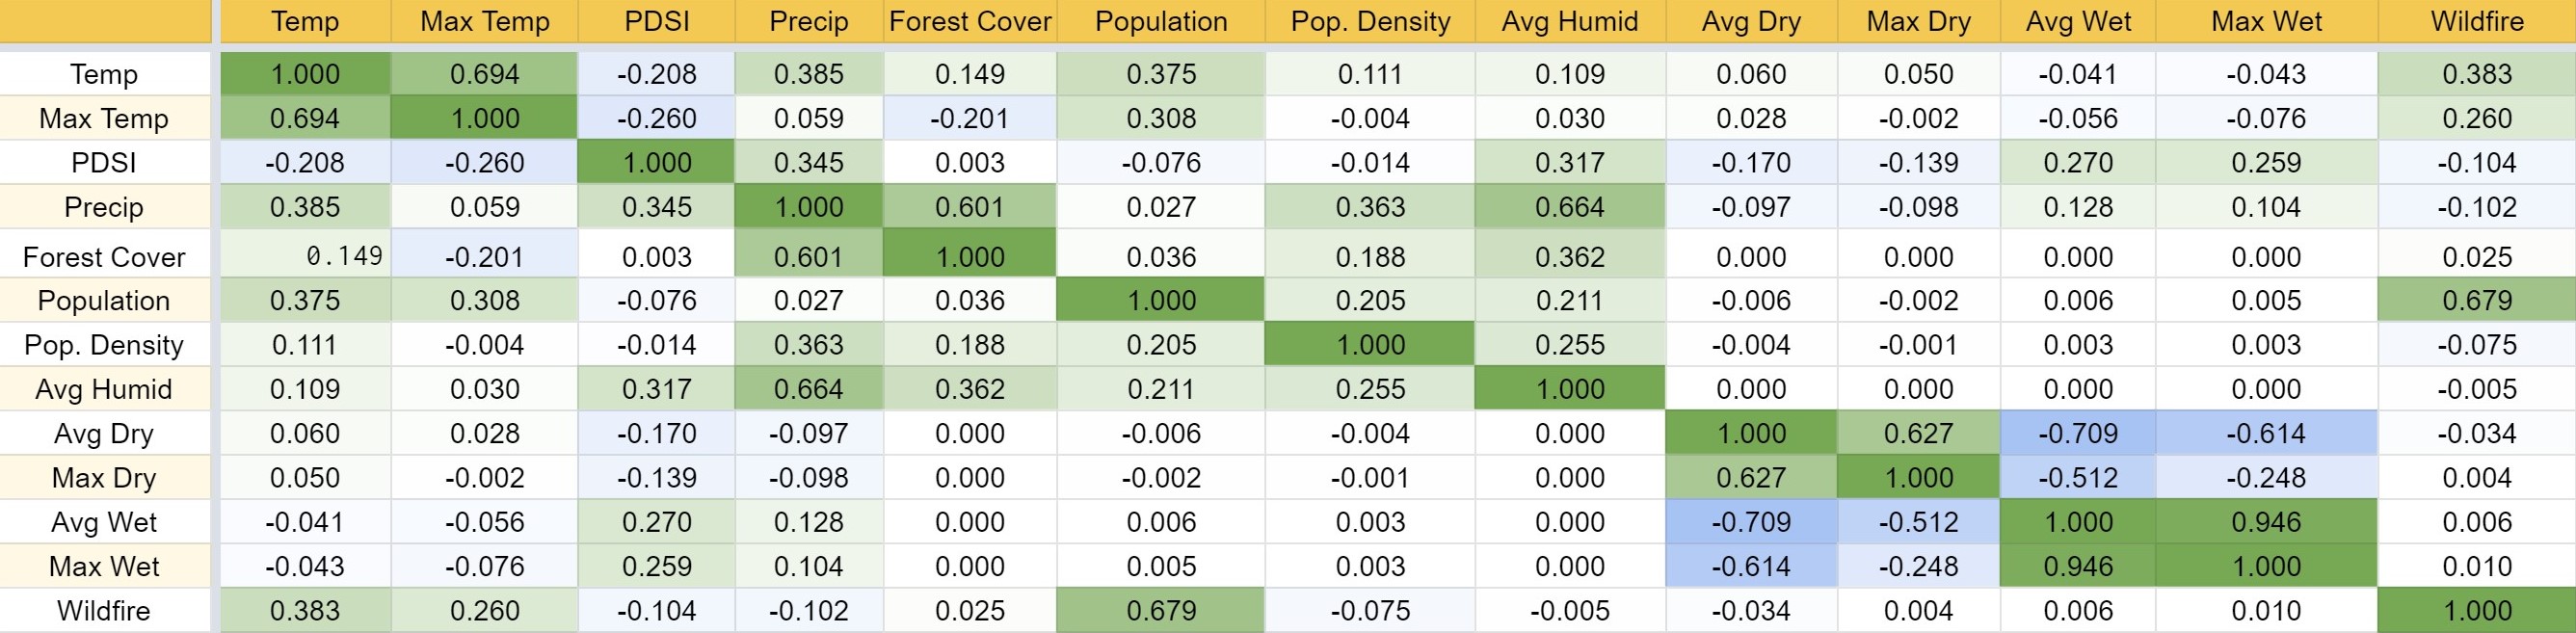 Temp Max Temp PDSI Precip Forest Cover Population Pop. Density Avg Humid Avg Dry Max Dry Avg Wet Max Wet Wildfire
Temp 1.000 0.694 -0.208 0.385 0.149 0.375 0.111 0.109 0.060 0.050 -0.041 -0.043 0.383
Max Temp 0.694 1.000 -0.260 0.059 -0.201 0.308 -0.004 0.030 0.028 -0.002 -0.056 -0.076 0.260
PDSI -0.208 -0.260 1.000 0.345 0.003 -0.076 -0.014 0.317 -0.170 -0.139 0.270 0.259 -0.104
Precip 0.385 0.059 0.345 1.000 0.601 0.027 0.363 0.664 -0.097 -0.098 0.128 0.104 -0.102
Forest Cover 0.149 -0.201 0.003 0.601 1.000 0.036 0.188 0.362 0.000 0.000 0.000 0.000 0.025
Population 0.375 0.308 -0.076 0.027 0.036 1.000 0.205 0.211 -0.006 -0.002 0.006 0.005 0.679
Pop. Density 0.111 -0.004 -0.014 0.363 0.188 0.205 1.000 0.255 -0.004 -0.001 0.003 0.003 -0.075
Avg Humid 0.109 0.030 0.317 0.664 0.362 0.211 0.255 1.000 0.000 0.000 0.000 0.000 -0.005
Avg Dry 0.060 0.028 -0.170 -0.097 0.000 -0.006 -0.004 0.000 1.000 0.627 -0.709 -0.614 -0.034
Max Dry 0.050 -0.002 -0.139 -0.098 0.000 -0.002 -0.001 0.000 0.627 1.000 -0.512 -0.248 0.004
Avg Wet -0.041 -0.056 0.270 0.128 0.000 0.006 0.003 0.000 -0.709 -0.512 1.000 0.946 0.006
Max Wet -0.043 -0.076 0.259 0.104 0.000 0.005 0.003 0.000 -0.614 -0.248 0.946 1.000 0.010
Wildfire 0.383 0.260 -0.104 -0.102 0.025 0.679 -0.075 -0.005 -0.034 0.004 0.006 0.010 1.000